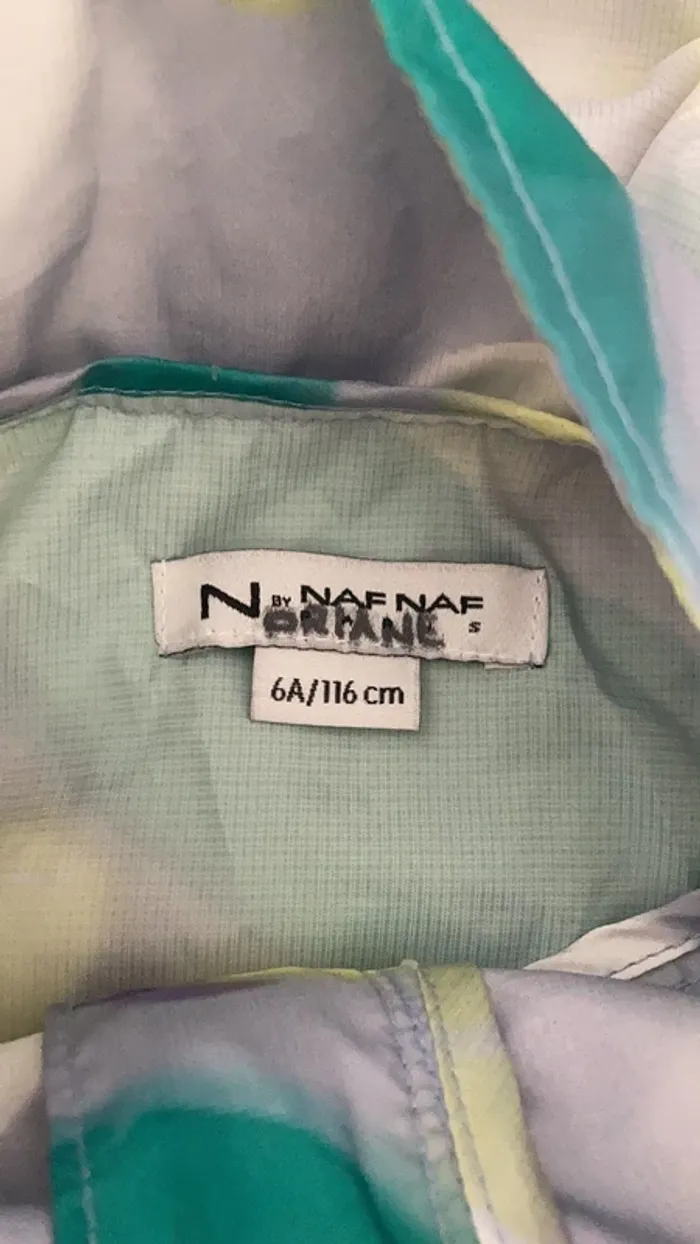 N BY NAF NAF
ORIANE S
6A/116 cm